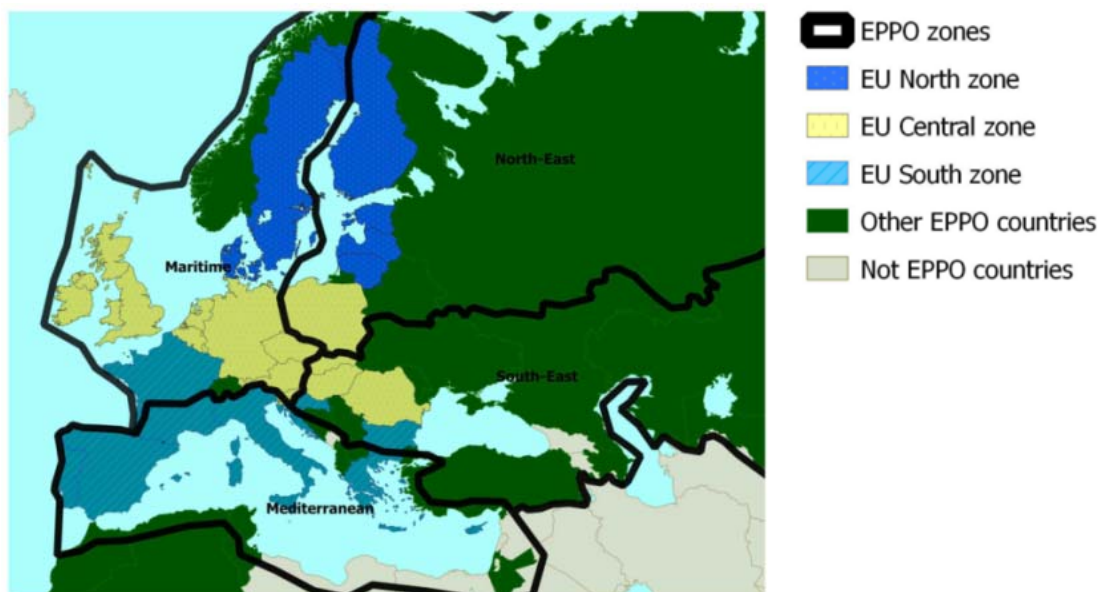 EPPO zones
EU North zone
EU Central zone
EU South zone
Other EPPO countries
Not EPPO countries
North-East
Maritime
South-East
Mediterranean